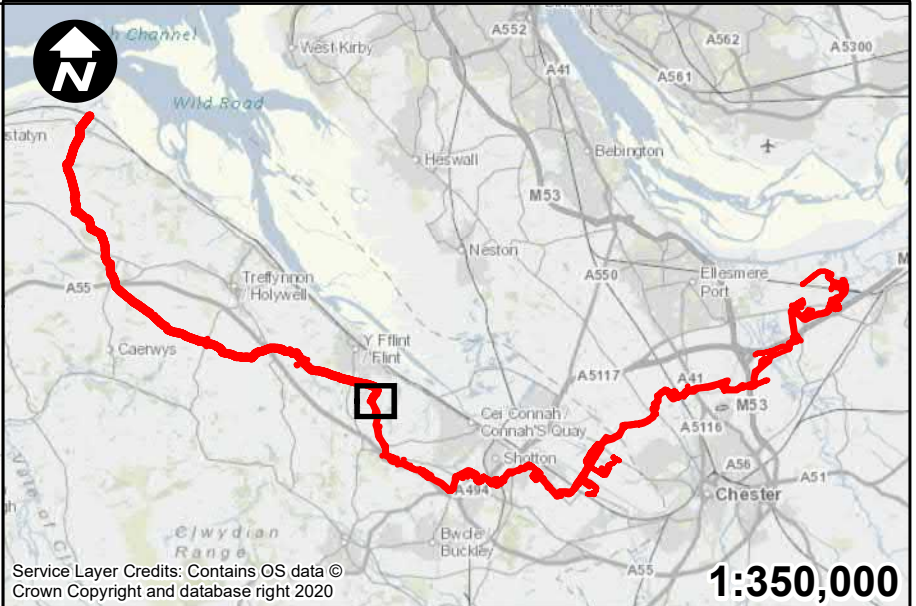 A552
A562
A5300
West Kirby
A41
A561
N
Wild Road
Bebington
Heswall
M53
Neston
A550
Ellesmere
Port
A55
Treffynnon
Holywell
Caerwys
Y Fflint
Flint
A5117
A41
M53
Cei Connah
Connah'S Quay
A5116
Shotton
A56
A51
A494
Chester
Clwydian
Range
Bwcle
Buckley
A55
Service Layer Credits: Contains OS data ©
Crown Copyright and database right 2020
1:350,000